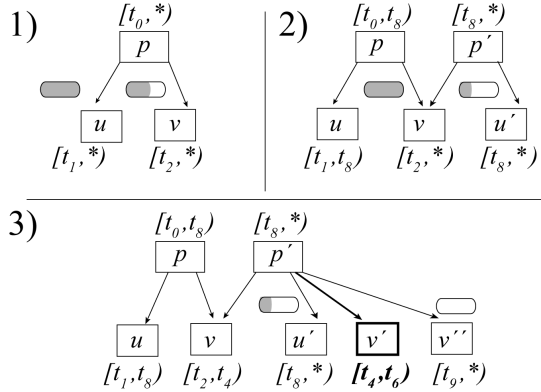 1) [t0,*)
p
u v
[t1,*) [t2,*)
2) [t0,t8) [t8,*)
p p´
u v u´
[t1,t8) [t2,*) [t8,*)
3) [t0,t8) [t8,*)
p p´
u v u´ v´ v´´
[t1,t8) [t2,t4) [t8,*) [t4,t6) [t9,*)